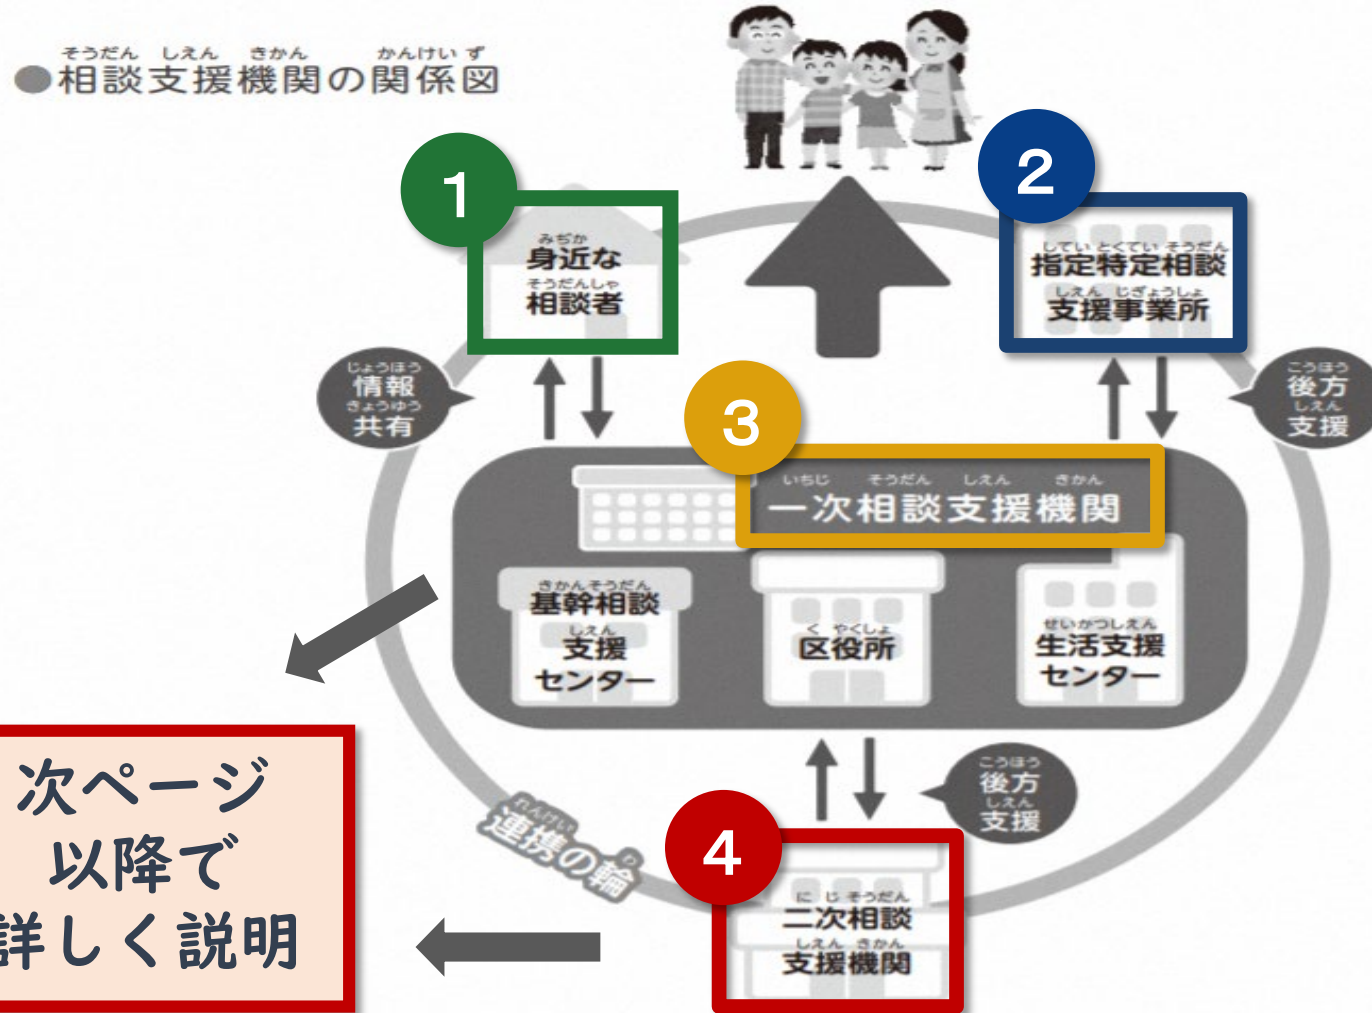 そうだん しえん きかん かんけいず
●相談支援機関の関係図
1
みぢか
身近な
そうだんしゃ
相談者
2
してい とくてい そうだん
指定特定相談
しえん じぎょうしょ
支援事業所
じょうほう
情報
きょうゆう
共有
こうほう
後方
しえん
支援
3
いちじ そうだん しえん きかん
一次相談支援機関
きかんそうだん
基幹相談
しえん
支援
センター
く やくしょ
区役所
せいかつしえん
生活支援
センター
こうほう
後方
しえん
支援
れんけい わ
連携の輪
4
に じ そうだん
二次相談
しえん きかん
支援機関
次ページ
以降で
詳しく説明